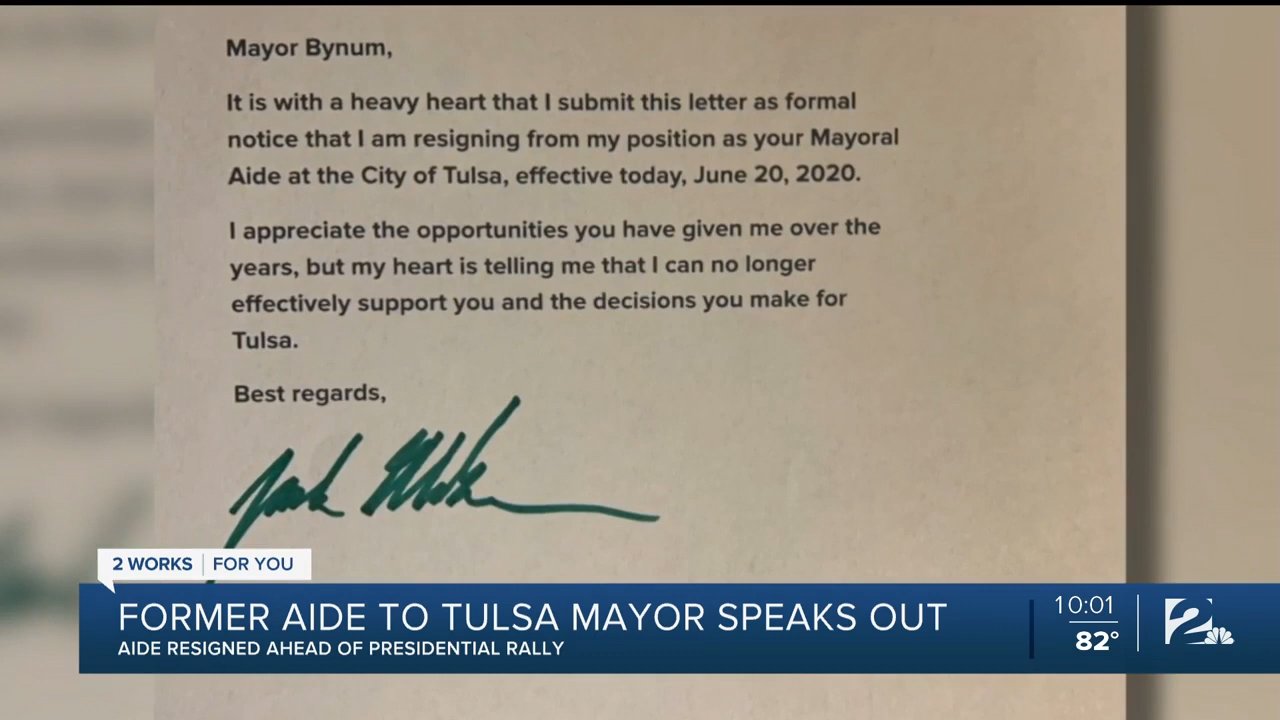 Mayor Bynum,
It is with a heavy heart that I submit this letter as formal
notice that I am resigning from my position as your Mayoral
Aide at the City of Tulsa, effective today, June 20, 2020.
I appreciate the opportunities you have given me over the
years, but my heart is telling me that I can no longer
effectively support you and the decisions you make for
Tulsa.
Best regards,
2 WORKS FOR YOU
FORMER AIDE TO TULSA MAYOR SPEAKS OUT
AIDE RESIGNED AHEAD OF PRESIDENTIAL RALLY
10:01
82°
2